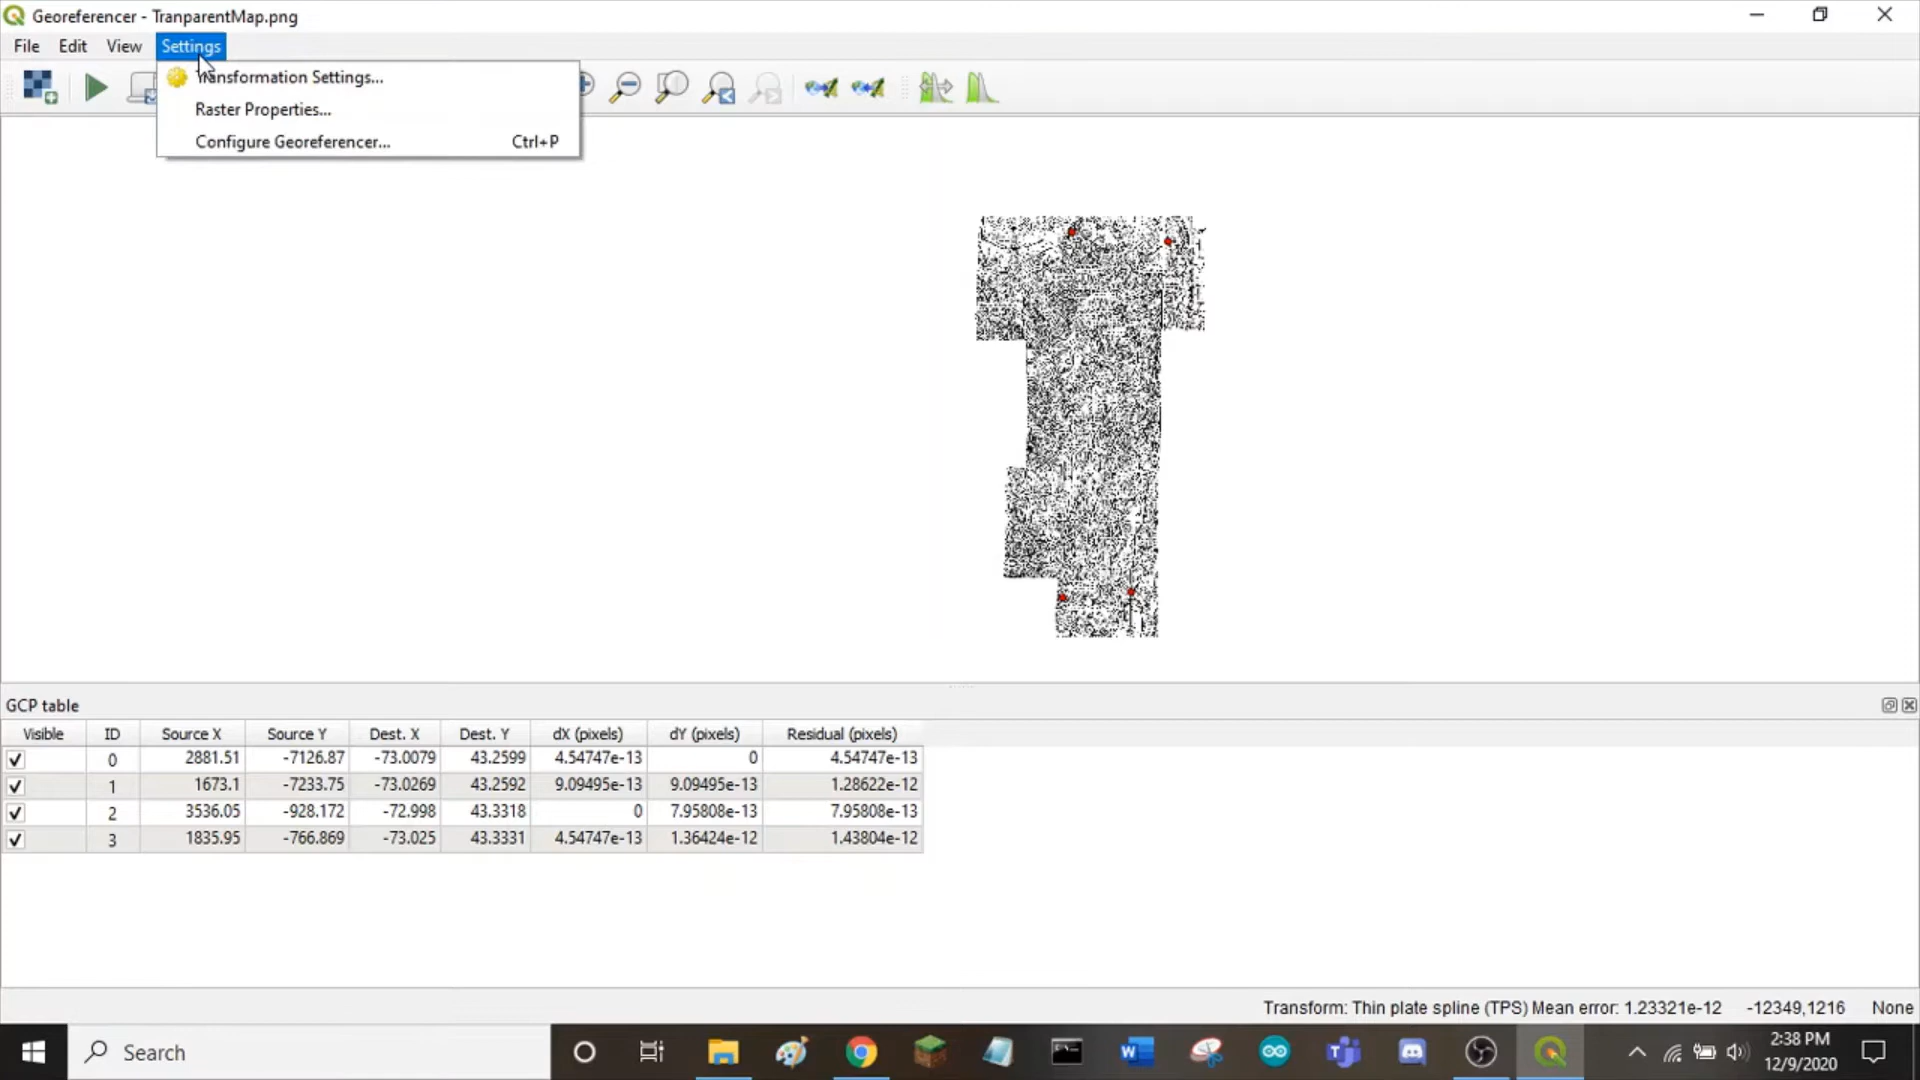 Georeferencer - TranparentMap.png
File Edit View Settings
Transformation Settings...
Raster Properties...
Configure Georeferencer... Ctrl+P
GCP table
Visible ID Source X Source Y Dest. X Dest. Y dX (pixels) dY (pixels) Residual (pixels)
0 2881.51 -7126.87 -73.0079 43.2599 4.54747e-13 0 4.54747e-13
1 1673.1 -7233.75 -73.0269 43.2592 9.09495e-13 9.09495e-13 1.28622e-12
2 3536.05 -928.172 -72.998 43.3318 0 7.95808e-13 7.95808e-13
3 1835.95 -766.869 -73.025 43.3331 4.54747e-13 1.36424e-12 1.43804e-12
Transform: Thin plate spline (TPS) Mean error: 1.23321e-12 -12349,1216 None
Search
2:38 PM
12/9/2020